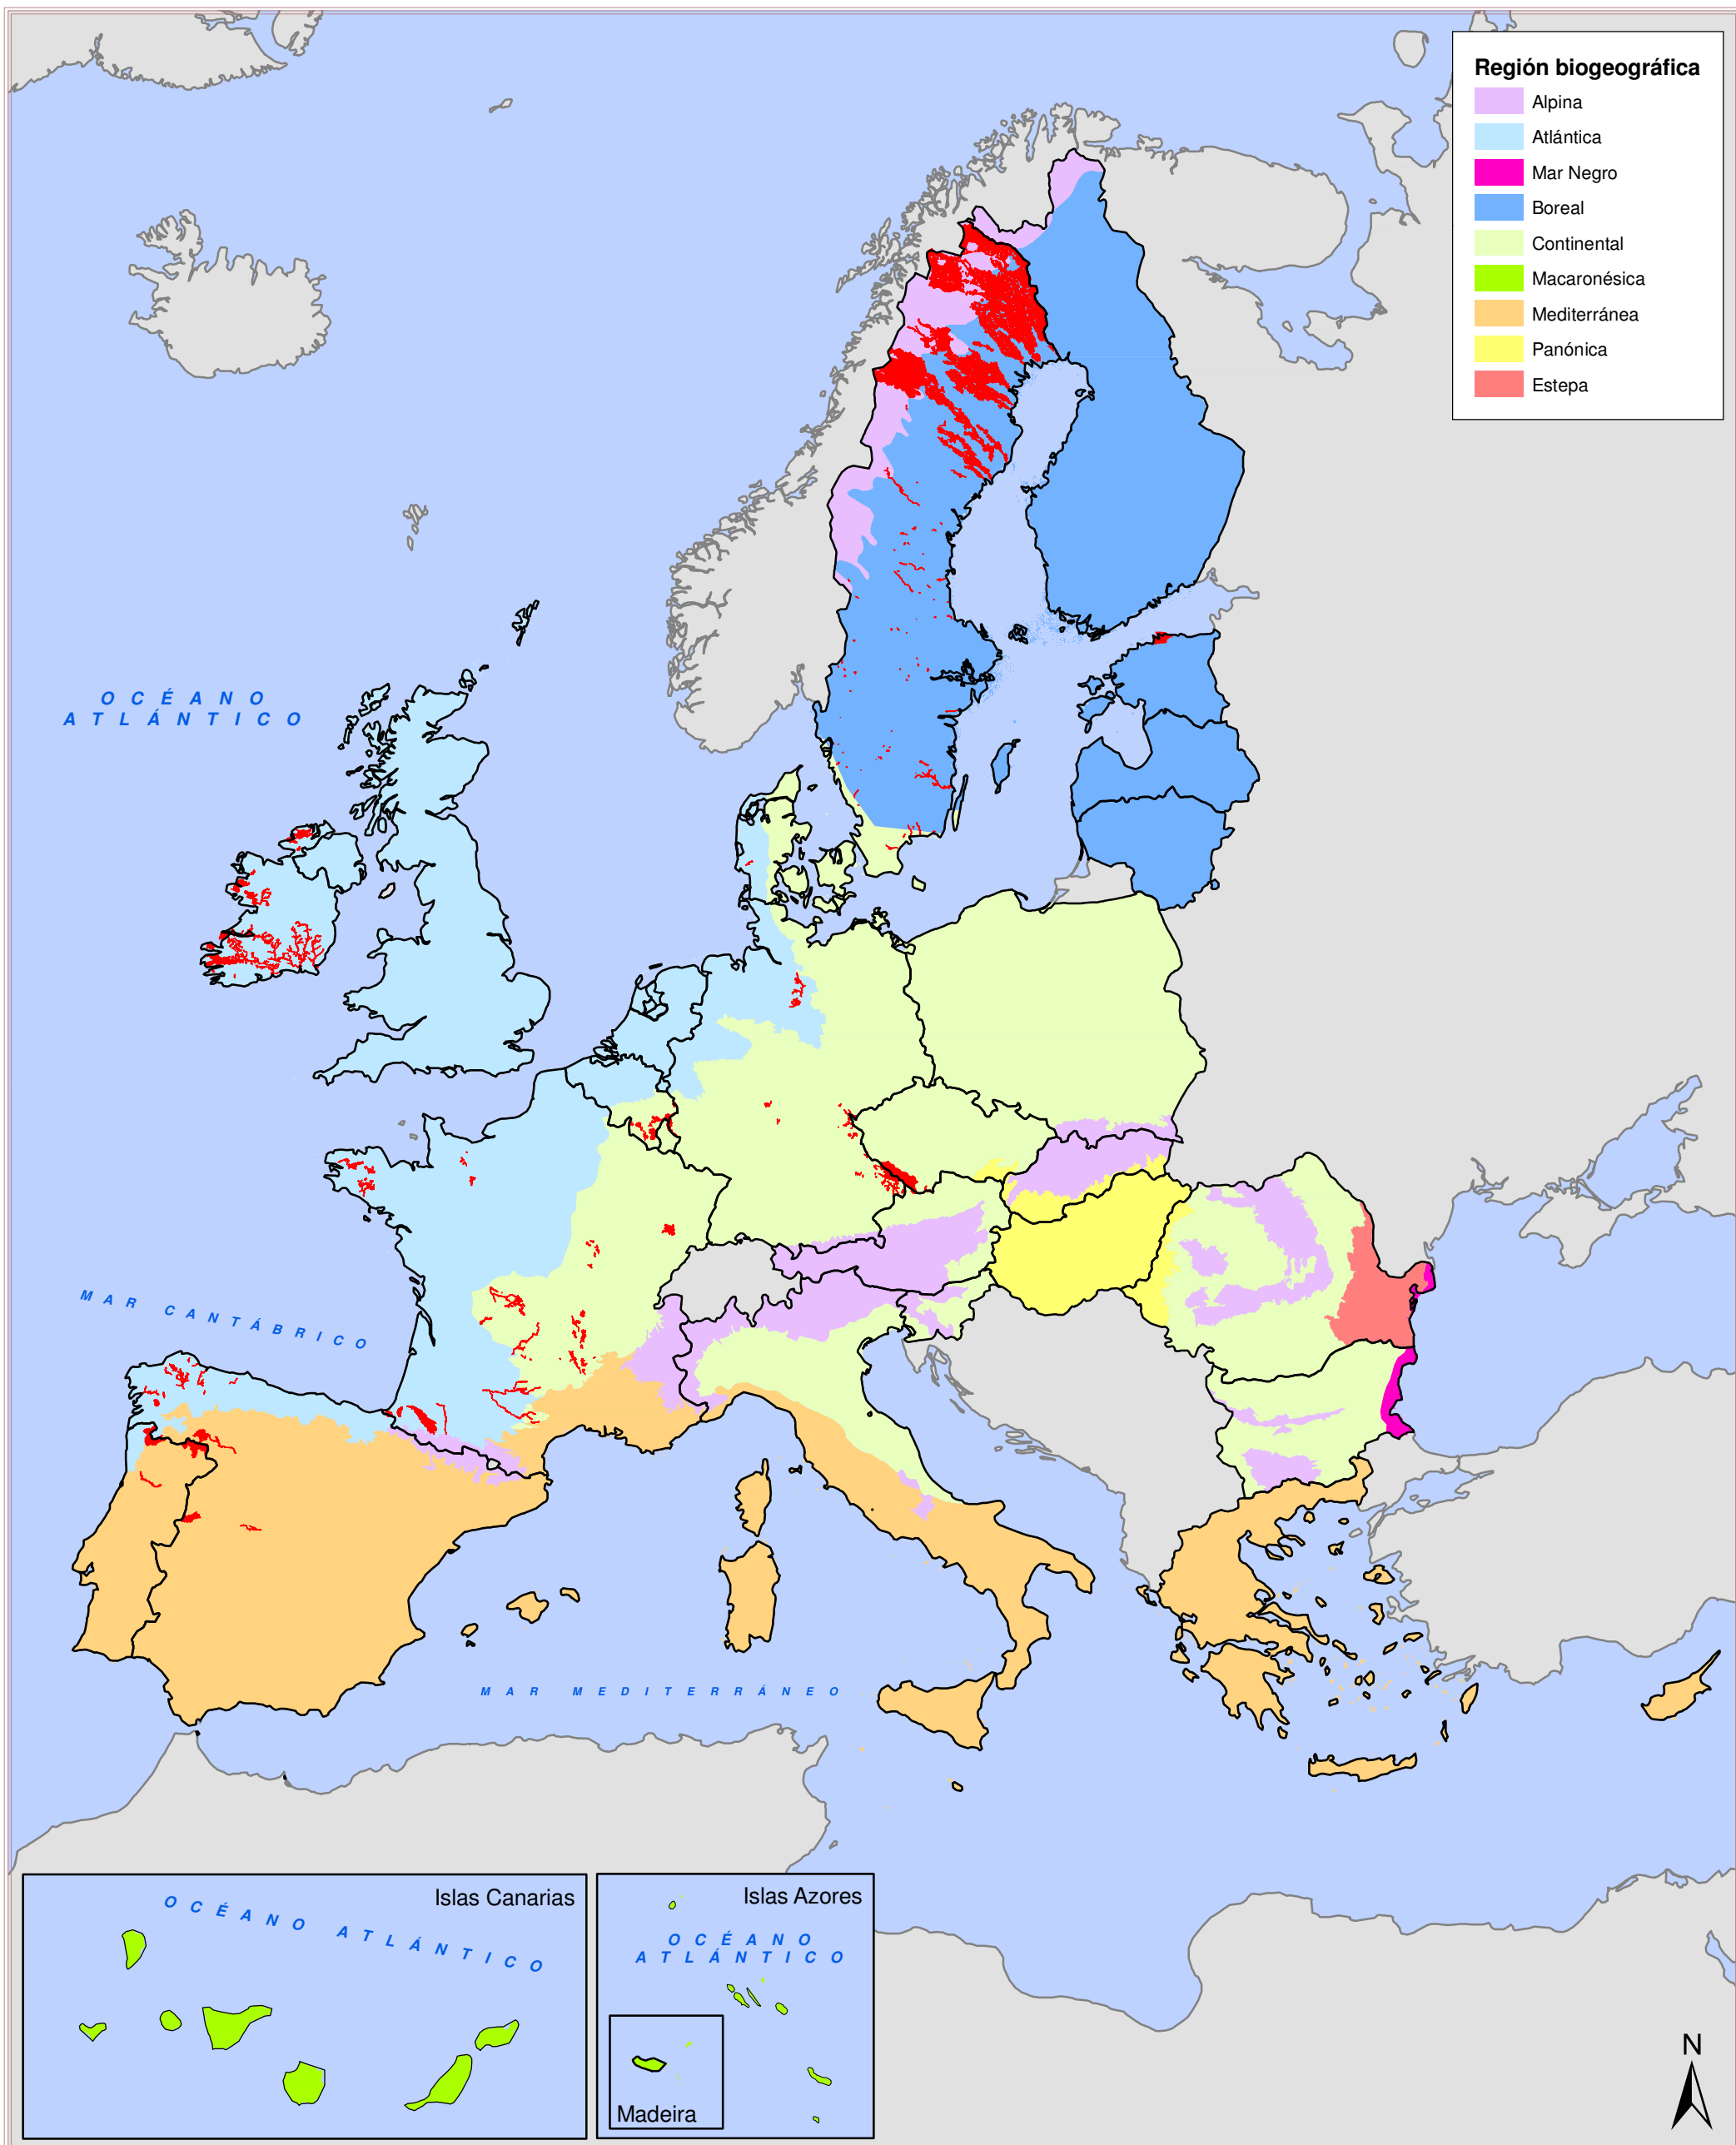 Región biogeográfica
Alpina
Atlántica
Mar Negro
Boreal
Continental
Macaronésica
Mediterránea
Panónica
Estepa
OCÉANO
ATLÁNTICO
MAR CANTÁBRICO
MAR MEDITERRÁNEO
Islas Canarias
OCÉANO ATLÁNTICO
Islas Azores
OCÉANO
ATLÁNTICO
Madeira
N